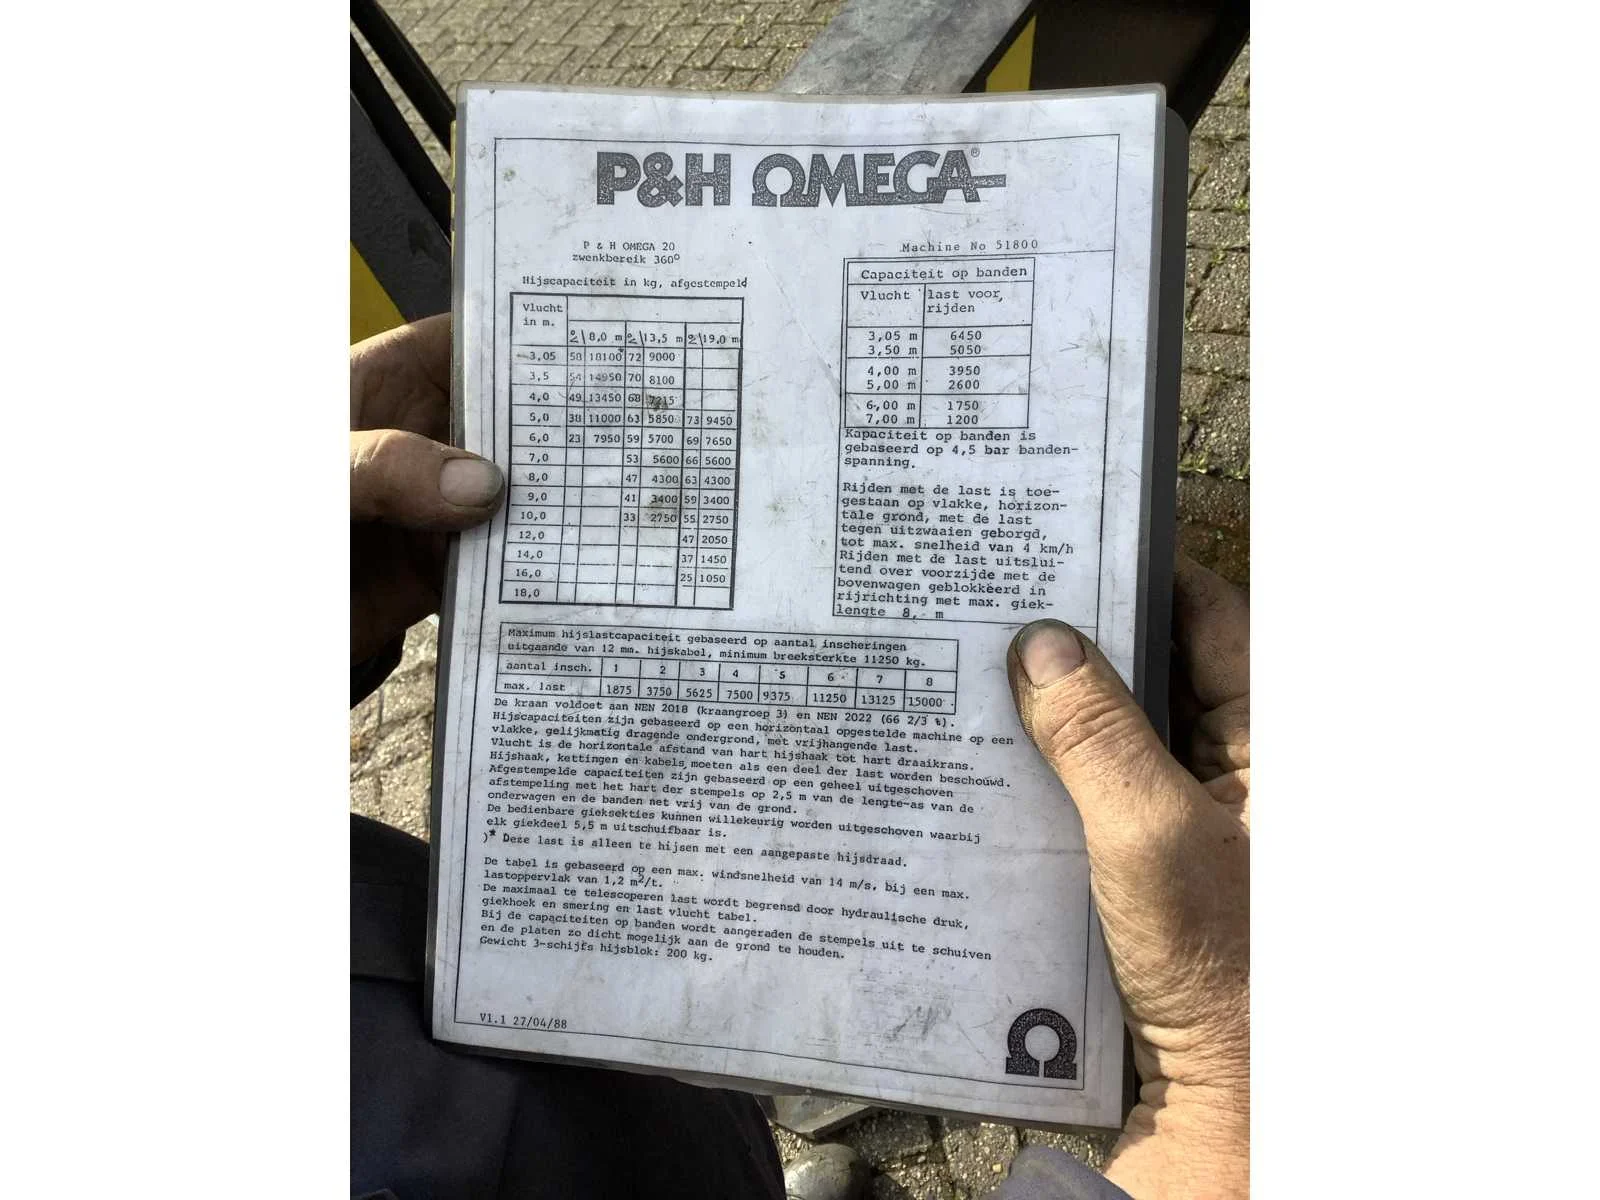 P&H OMEGA®
P & H OMEGA 20
zwenkbereik 360°
Hijscapaciteit in kg, afgestempeld
Vlucht
in m.
8,0 m 13,5 m 19,0 m
3,05 58 18100* 72 9000
3,5 54 14950 70 8100
4,0 49 13450 68 7215
5,0 38 11000 63 5850 73 9450
6,0 23 7950 59 5700 69 7650
7,0 53 5600 66 5600
8,0 47 4300 63 4300
9,0 41 3400 59 3400
10,0 33 2750 55 2750
12,0 47 2050
14,0 37 1450
16,0 25 1050
18,0
Machine No 51800
Capaciteit op banden
Vlucht last voor,
rijden
3,05 m 6450
3,50 m 5050
4,00 m 3950
5,00 m 2600
6,00 m 1750
7,00 m 1200
Kapaciteit op banden is
gebaseerd op 4,5 bar banden-
spanning.
Rijden met de last is toe-
gestaan op vlakke, horizon-
tale grond, met de last
tegen uitzwaaien geborgd,
tot max. snelheid van 4 km/h
Rijden met de last uitslui-
tend over voorzijde met de
bovenwagen geblokkeerd in
rijrichting met max. giek-
lengte 8,- m
Maximum hijslastcapaciteit gebaseerd op aantal inscheringen
uitgaande van 12 mm. hijskabel, minimum breeksterkte 11250 kg.
aantal insch. 1 2 3 4 5 6 7 8
max. last 1875 3750 5625 7500 9375 11250 13125 15000
De kraan voldoet aan NEN 2018 (kraangroep 3) en NEN 2022 (66 2/3 %).
Hijscapaciteiten zijn gebaseerd op een horizontaal opgestelde machine op een
vlakke, gelijkmatig dragende ondergrond, met vrijhangende last.
Vlucht is de horizontale afstand van hart hijshaak tot hart draaikrans.
Hijshaak, kettingen en kabels moeten als een deel der last worden beschouwd.
Afgestempelde capaciteiten zijn gebaseerd op een geheel uitgeschoven
afstempeling met het hart der stempels op 2,5 m van de lengte-as van de
onderwagen en de banden net vrij van de grond.
De bedienbare gieksekties kunnen willekeurig worden uitgeschoven waarbij
elk giekdeel 5,5 m uitschuifbaar is.
)* Deze last is alleen te hijsen met een aangepaste hijsdraad.
De tabel is gebaseerd op een max. windsnelheid van 14 m/s, bij een max.
lastoppervlak van 1,2 m²/t.
De maximaal te telescoperen last wordt begrensd door hydraulische druk,
giekhoek en smering en last vlucht tabel.
Bij de capaciteiten op banden wordt aangeraden de stempels uit te schuiven
en de platen zo dicht mogelijk aan de grond te houden.
Gewicht 3-schijfs hijsblok: 200 kg.
V1.1 27/04/88
Ω